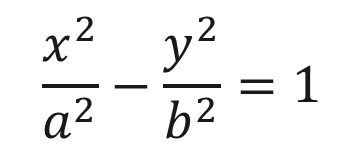 x²/a² − y²/b² = 1